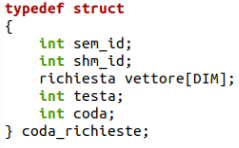 typedef struct
{
    int sem_id;
    int shm_id;
    richiesta vettore[DIM];
    int testa;
    int coda;
} coda_richieste;